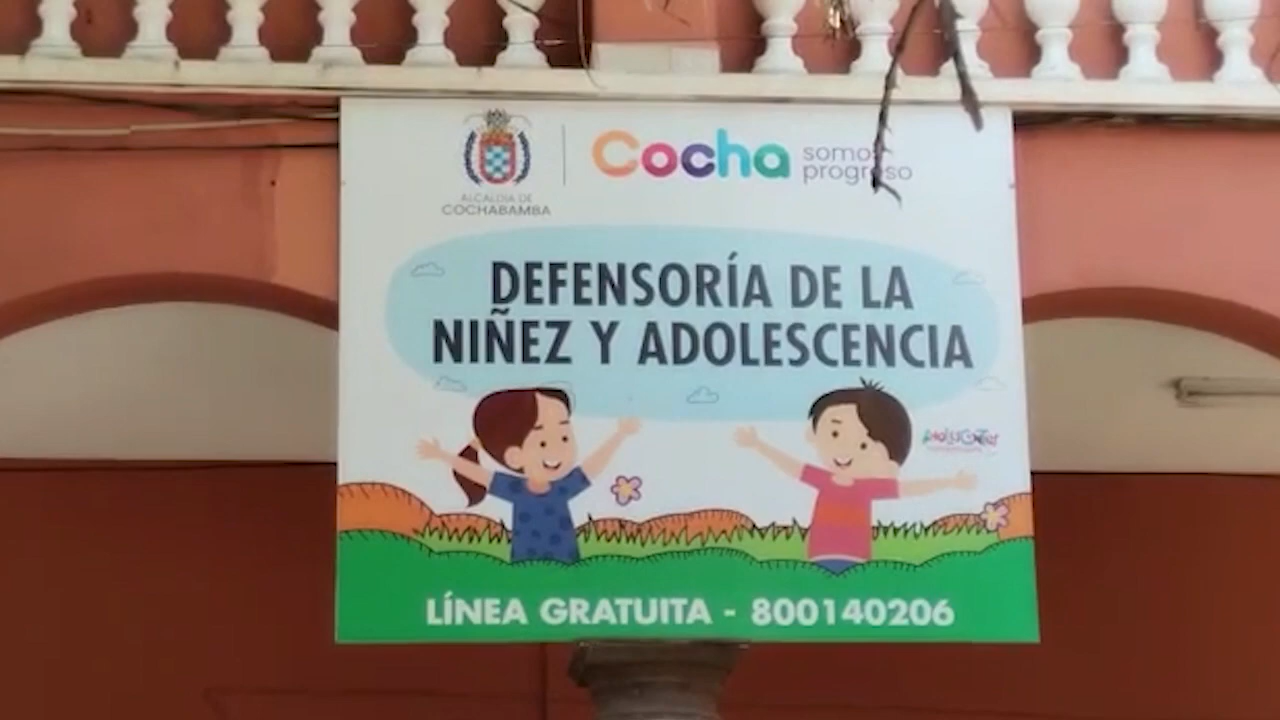 ALCALDÍA DE
COCHABAMBA
Cocha
somos
progreso
DEFENSORÍA DE LA
NIÑEZ Y ADOLESCENCIA
LÍNEA GRATUITA - 800140206